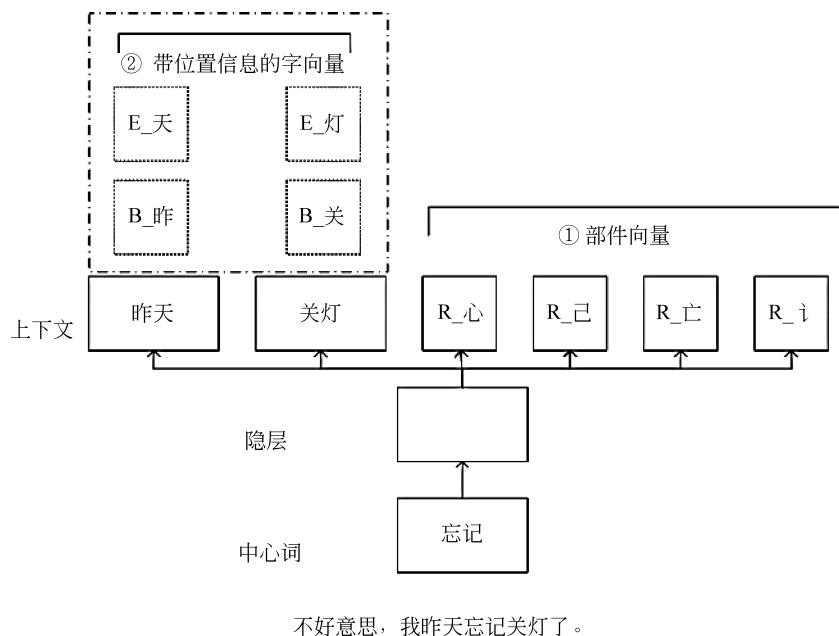 ② 带位置信息的字向量
E_天 E_灯
B_昨 B_关
① 部件向量
上下文 昨天 关灯 R_心 R_己 R_亡 R_讠
隐层
中心词 忘记
不好意思，我昨天忘记关灯了。